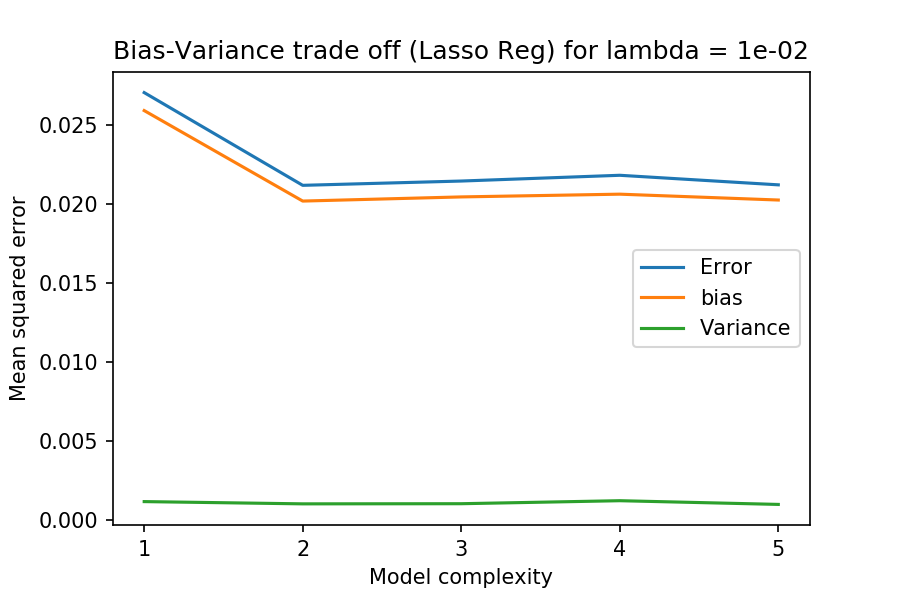 Bias-Variance trade off (Lasso Reg) for lambda = 1e-02
Mean squared error
0.025
0.020
0.015
0.010
0.005
0.000
Error
bias
Variance
1 2 3 4 5
Model complexity